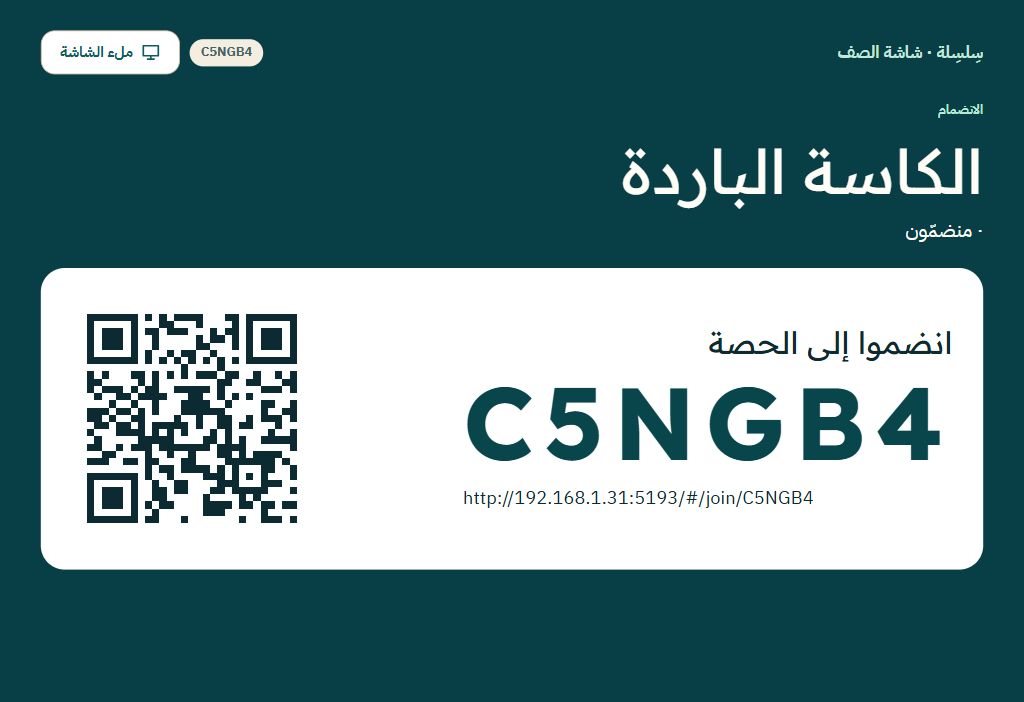 سِلسِلة · شاشة الصف
C5NGB4
ملء الشاشة
الانضمام
الكاسة الباردة
· منضمّون
انضموا إلى الحصة
C5NGB4
http://192.168.1.31:5193/#/join/C5NGB4